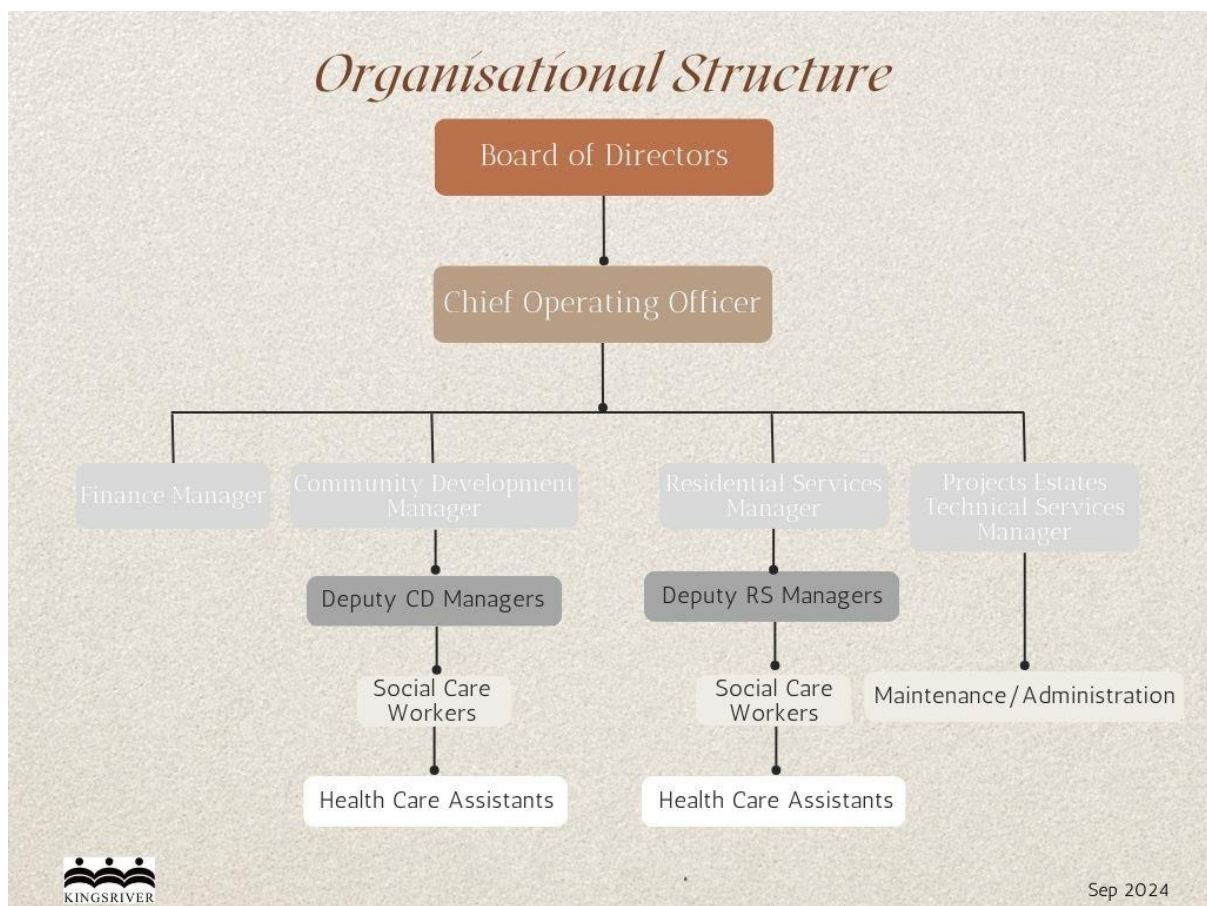 Organisational Structure
Board of Directors
Chief Operating Officer
Finance Manager
Community Development
Manager
Residential Services
Manager
Projects Estates
Technical Services
Manager
Deputy CD Managers
Deputy RS Managers
Social Care
Workers
Social Care
Workers
Maintenance/Administration
Health Care Assistants
Health Care Assistants
KINGSRIVER
Sep 2024